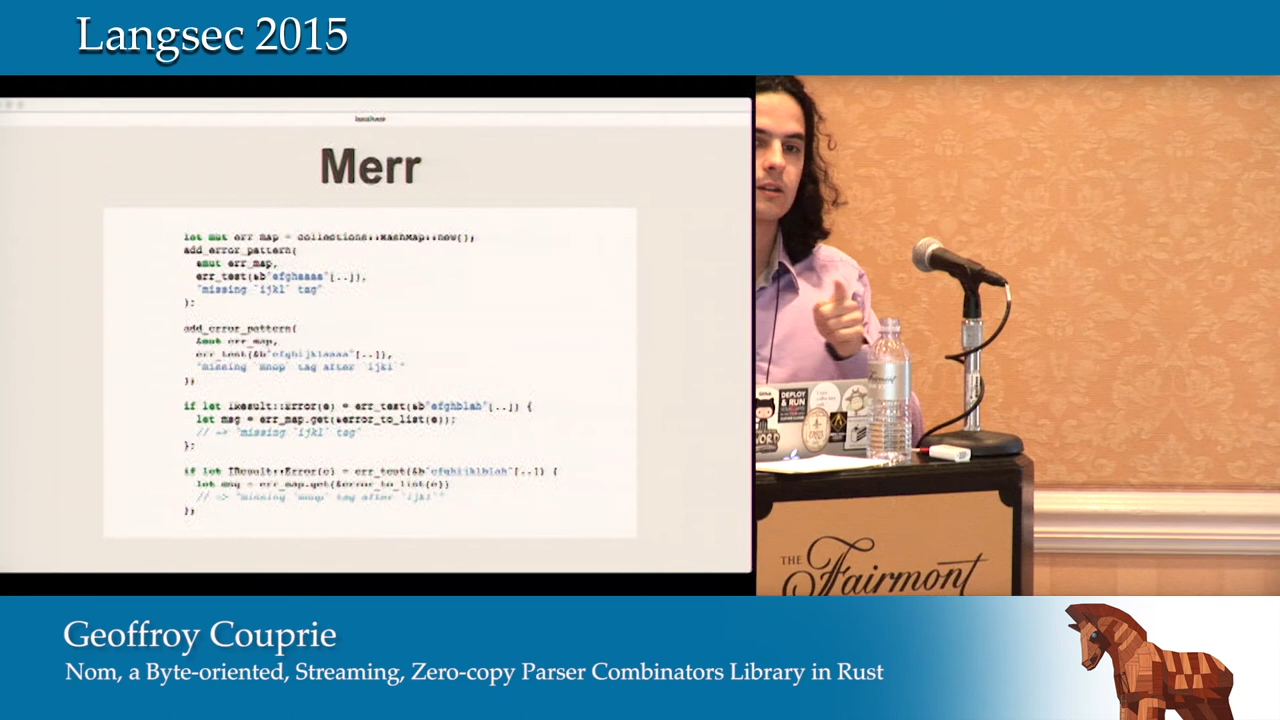 Langsec 2015
Merr
let mut err_map = collections::HashMap::new();
add_error_pattern(
&mut err_map,
err_test(&b"efghaaaa"[..]),
"missing `ijkl` tag"
);
add_error_pattern(
&mut err_map,
err_test(&b"efghijklaaaa"[..]),
"missing `mnop` tag after `ijkl`"
);
if let IResult::Error(e) = err_test(&b"efghblah"[..]) {
let msg = err_map.get(&error_to_list(e));
// => "missing `ijkl` tag"
};
if let IResult::Error(e) = err_test(&b"efghijklblah"[..]) {
let msg = err_map.get(&error_to_list(e))
// => "missing `mnop` tag after `ijkl`"
};
DEPLOY
& RUN
THE Fairmont
Geoffroy Couprie
Nom, a Byte-oriented, Streaming, Zero-copy Parser Combinators Library in Rust